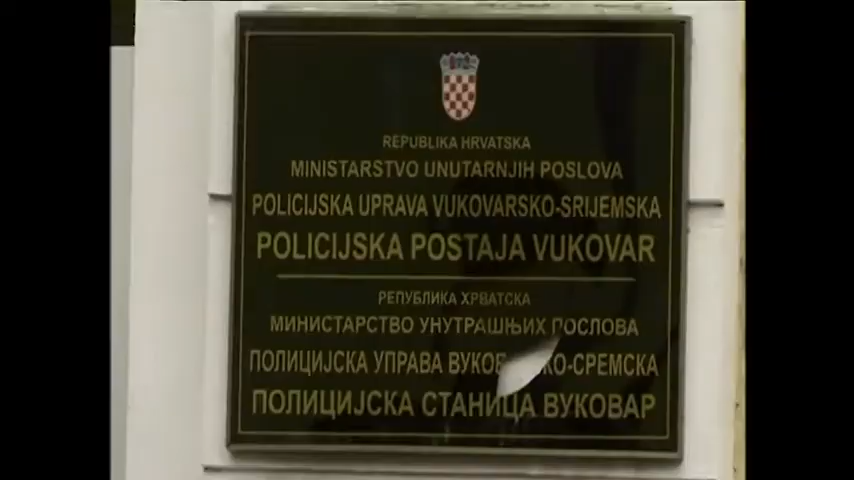 REPUBLIKA HRVATSKA
MINISTARSTVO UNUTARNJIH POSLOVA
POLICIJSKA UPRAVA VUKOVARSKO-SRIJEMSKA
POLICIJSKA POSTAJA VUKOVAR
РЕПУБЛИКА ХРВАТСКА
МИНИСТАРСТВО УНУТРАШЊИХ ПОСЛОВА
ПОЛИЦИЈСКА УПРАВА
ПОЛИЦИЈСКА СТАНИЦА ВУКОВАР